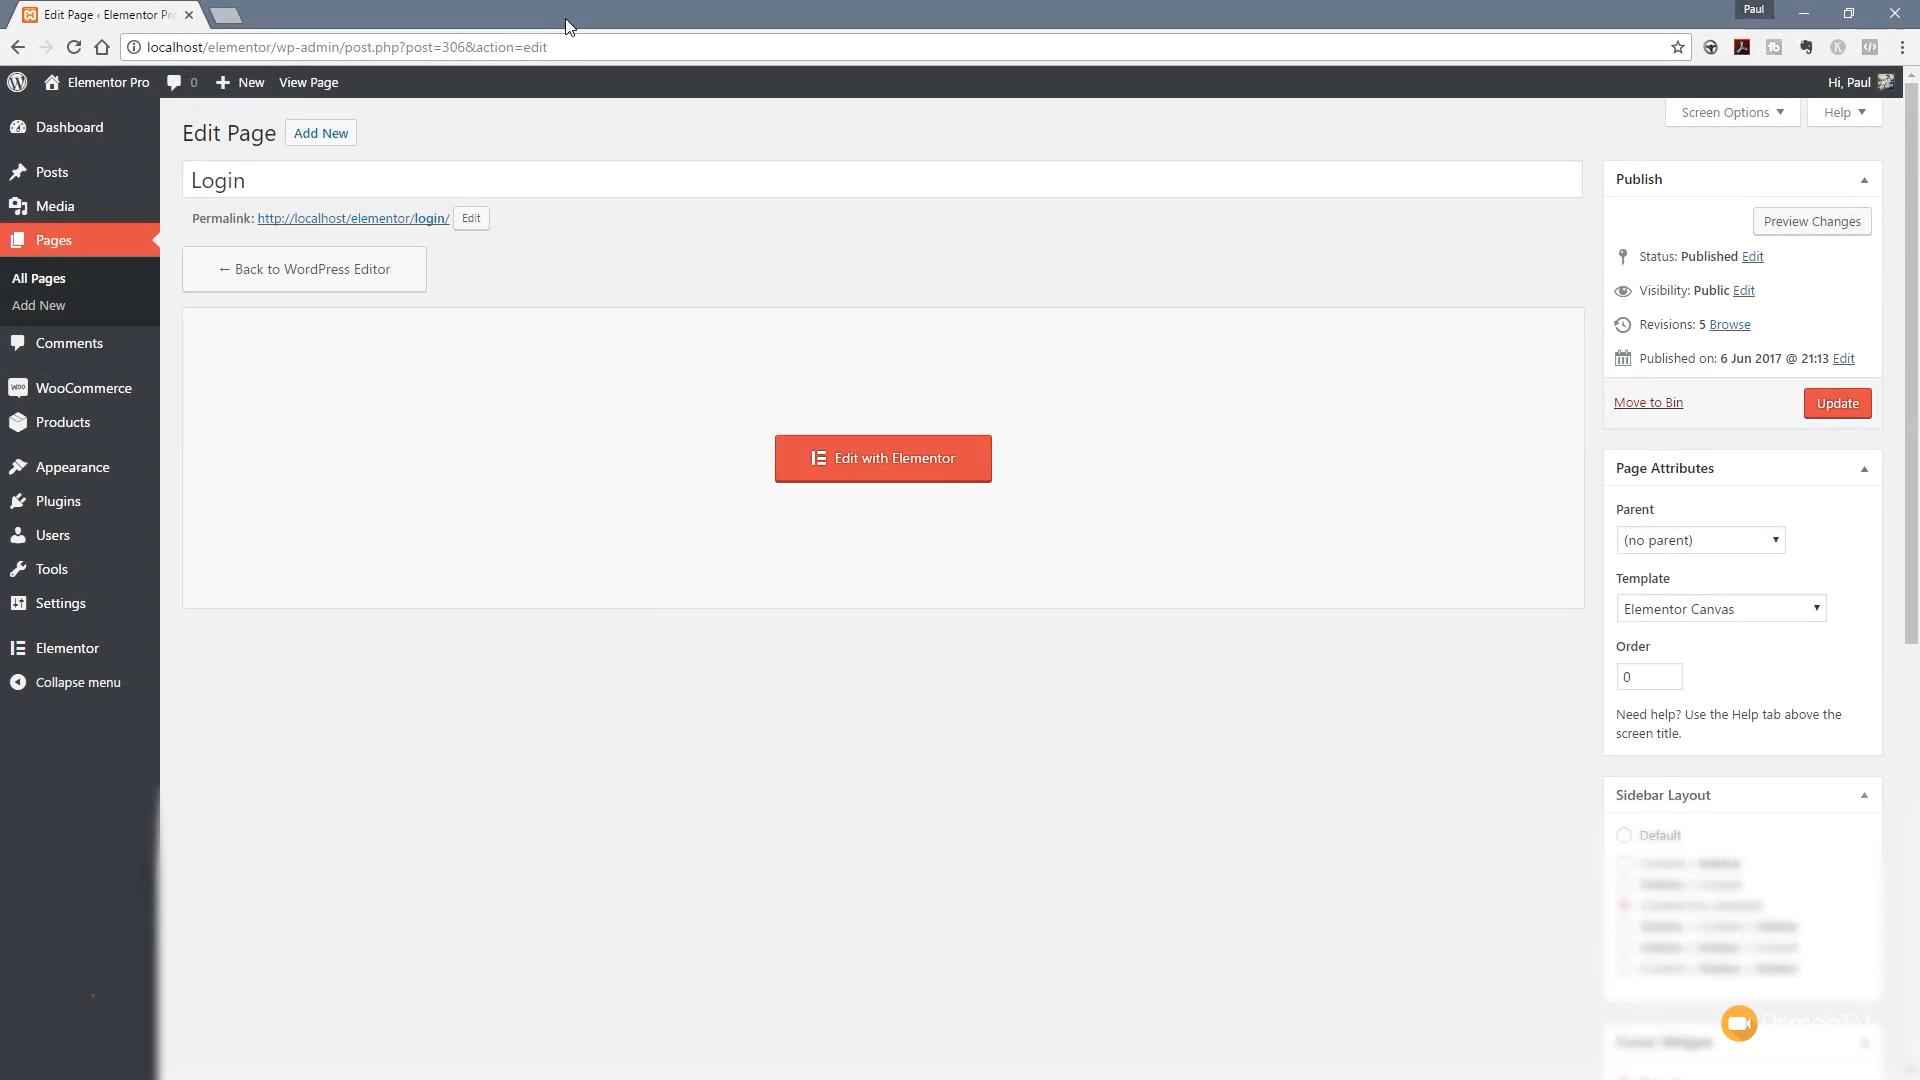 Edit Page ‹ Elementor Pr
Paul
localhost/elementor/wp-admin/post.php?post=306&action=edit
Elementor Pro
0
New
View Page
Hi, Paul
Dashboard
Posts
Media
Pages
All Pages
Add New
Comments
WooCommerce
Products
Appearance
Plugins
Users
Tools
Settings
Elementor
Collapse menu
Screen Options
Help
Edit Page
Add New
Login
Permalink: http://localhost/elementor/login/
Edit
← Back to WordPress Editor
Edit with Elementor
Publish
Preview Changes
Status: Published Edit
Visibility: Public Edit
Revisions: 5 Browse
Published on: 6 Jun 2017 @ 21:13 Edit
Move to Bin
Update
Page Attributes
Parent
(no parent)
Template
Elementor Canvas
Order
0
Need help? Use the Help tab above the
screen title.
Sidebar Layout
Default